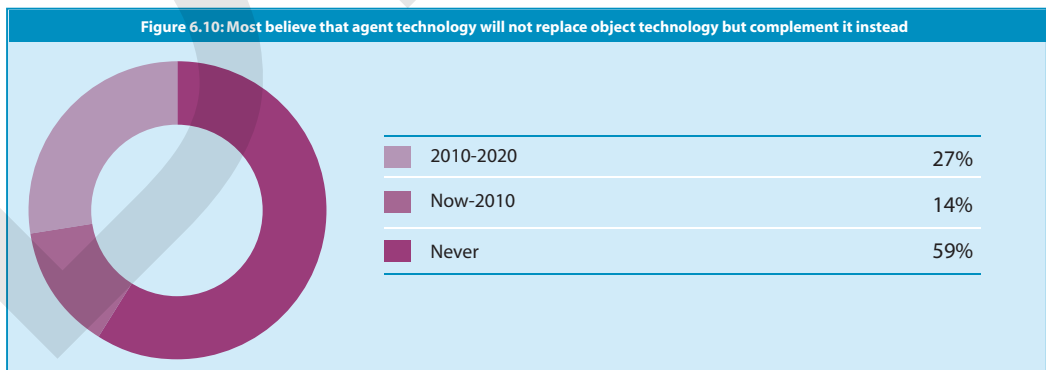 Figure 6.10: Most believe that agent technology will not replace object technology but complement it instead
2010-2020 27%
Now-2010 14%
Never 59%